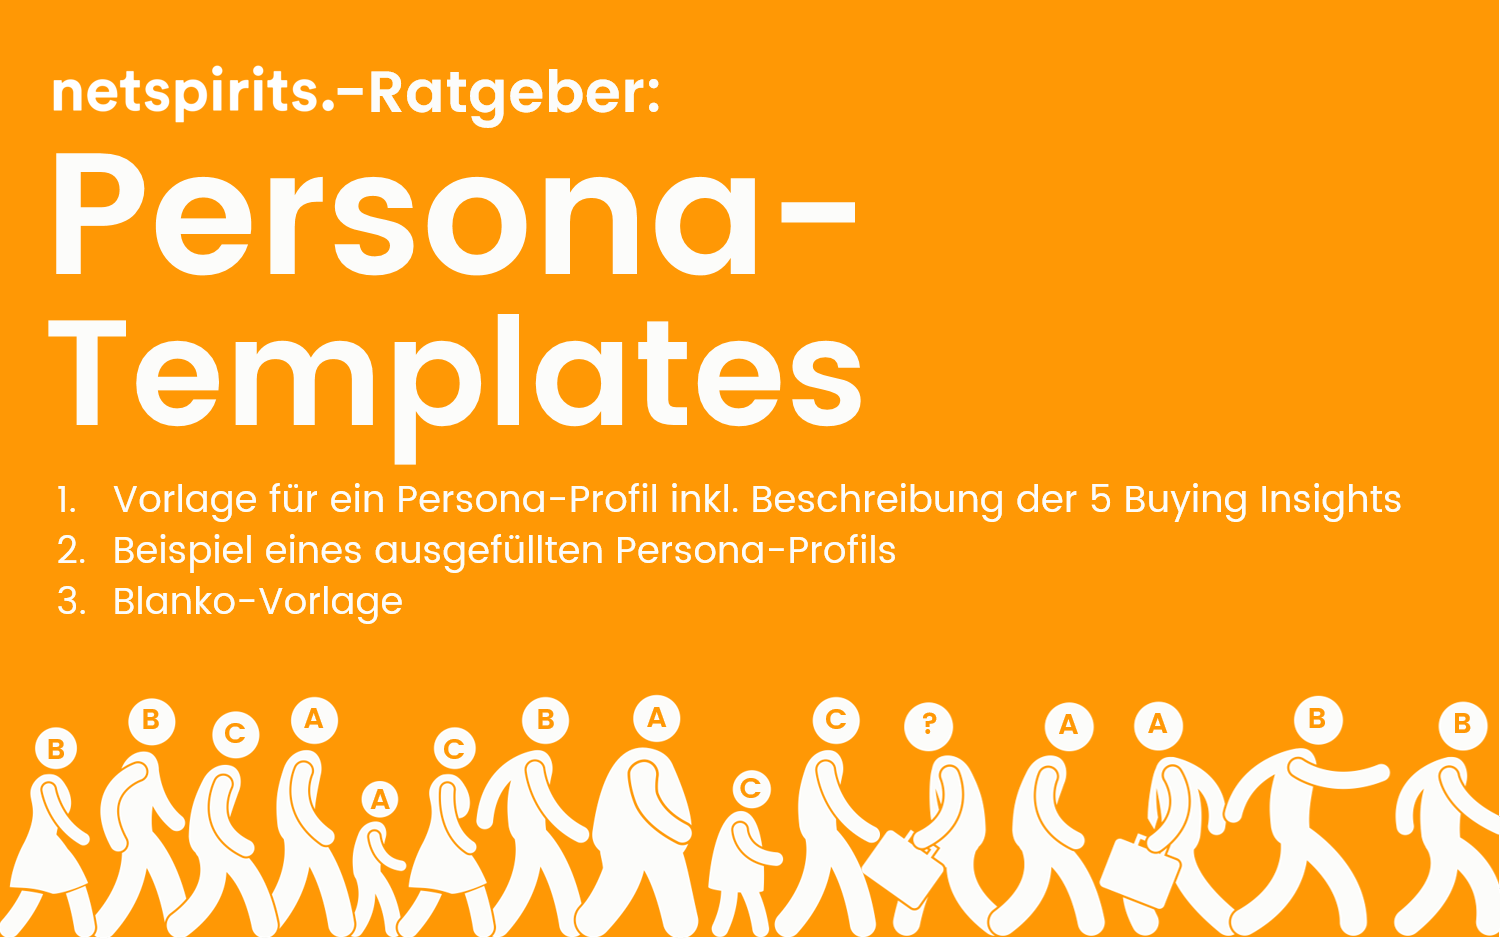 netspirits.-Ratgeber:
Persona-
Templates
1. Vorlage für ein Persona-Profil inkl. Beschreibung der 5 Buying Insights
2. Beispiel eines ausgefüllten Persona-Profils
3. Blanko-Vorlage
B B C A A C B A C C ? A A B B